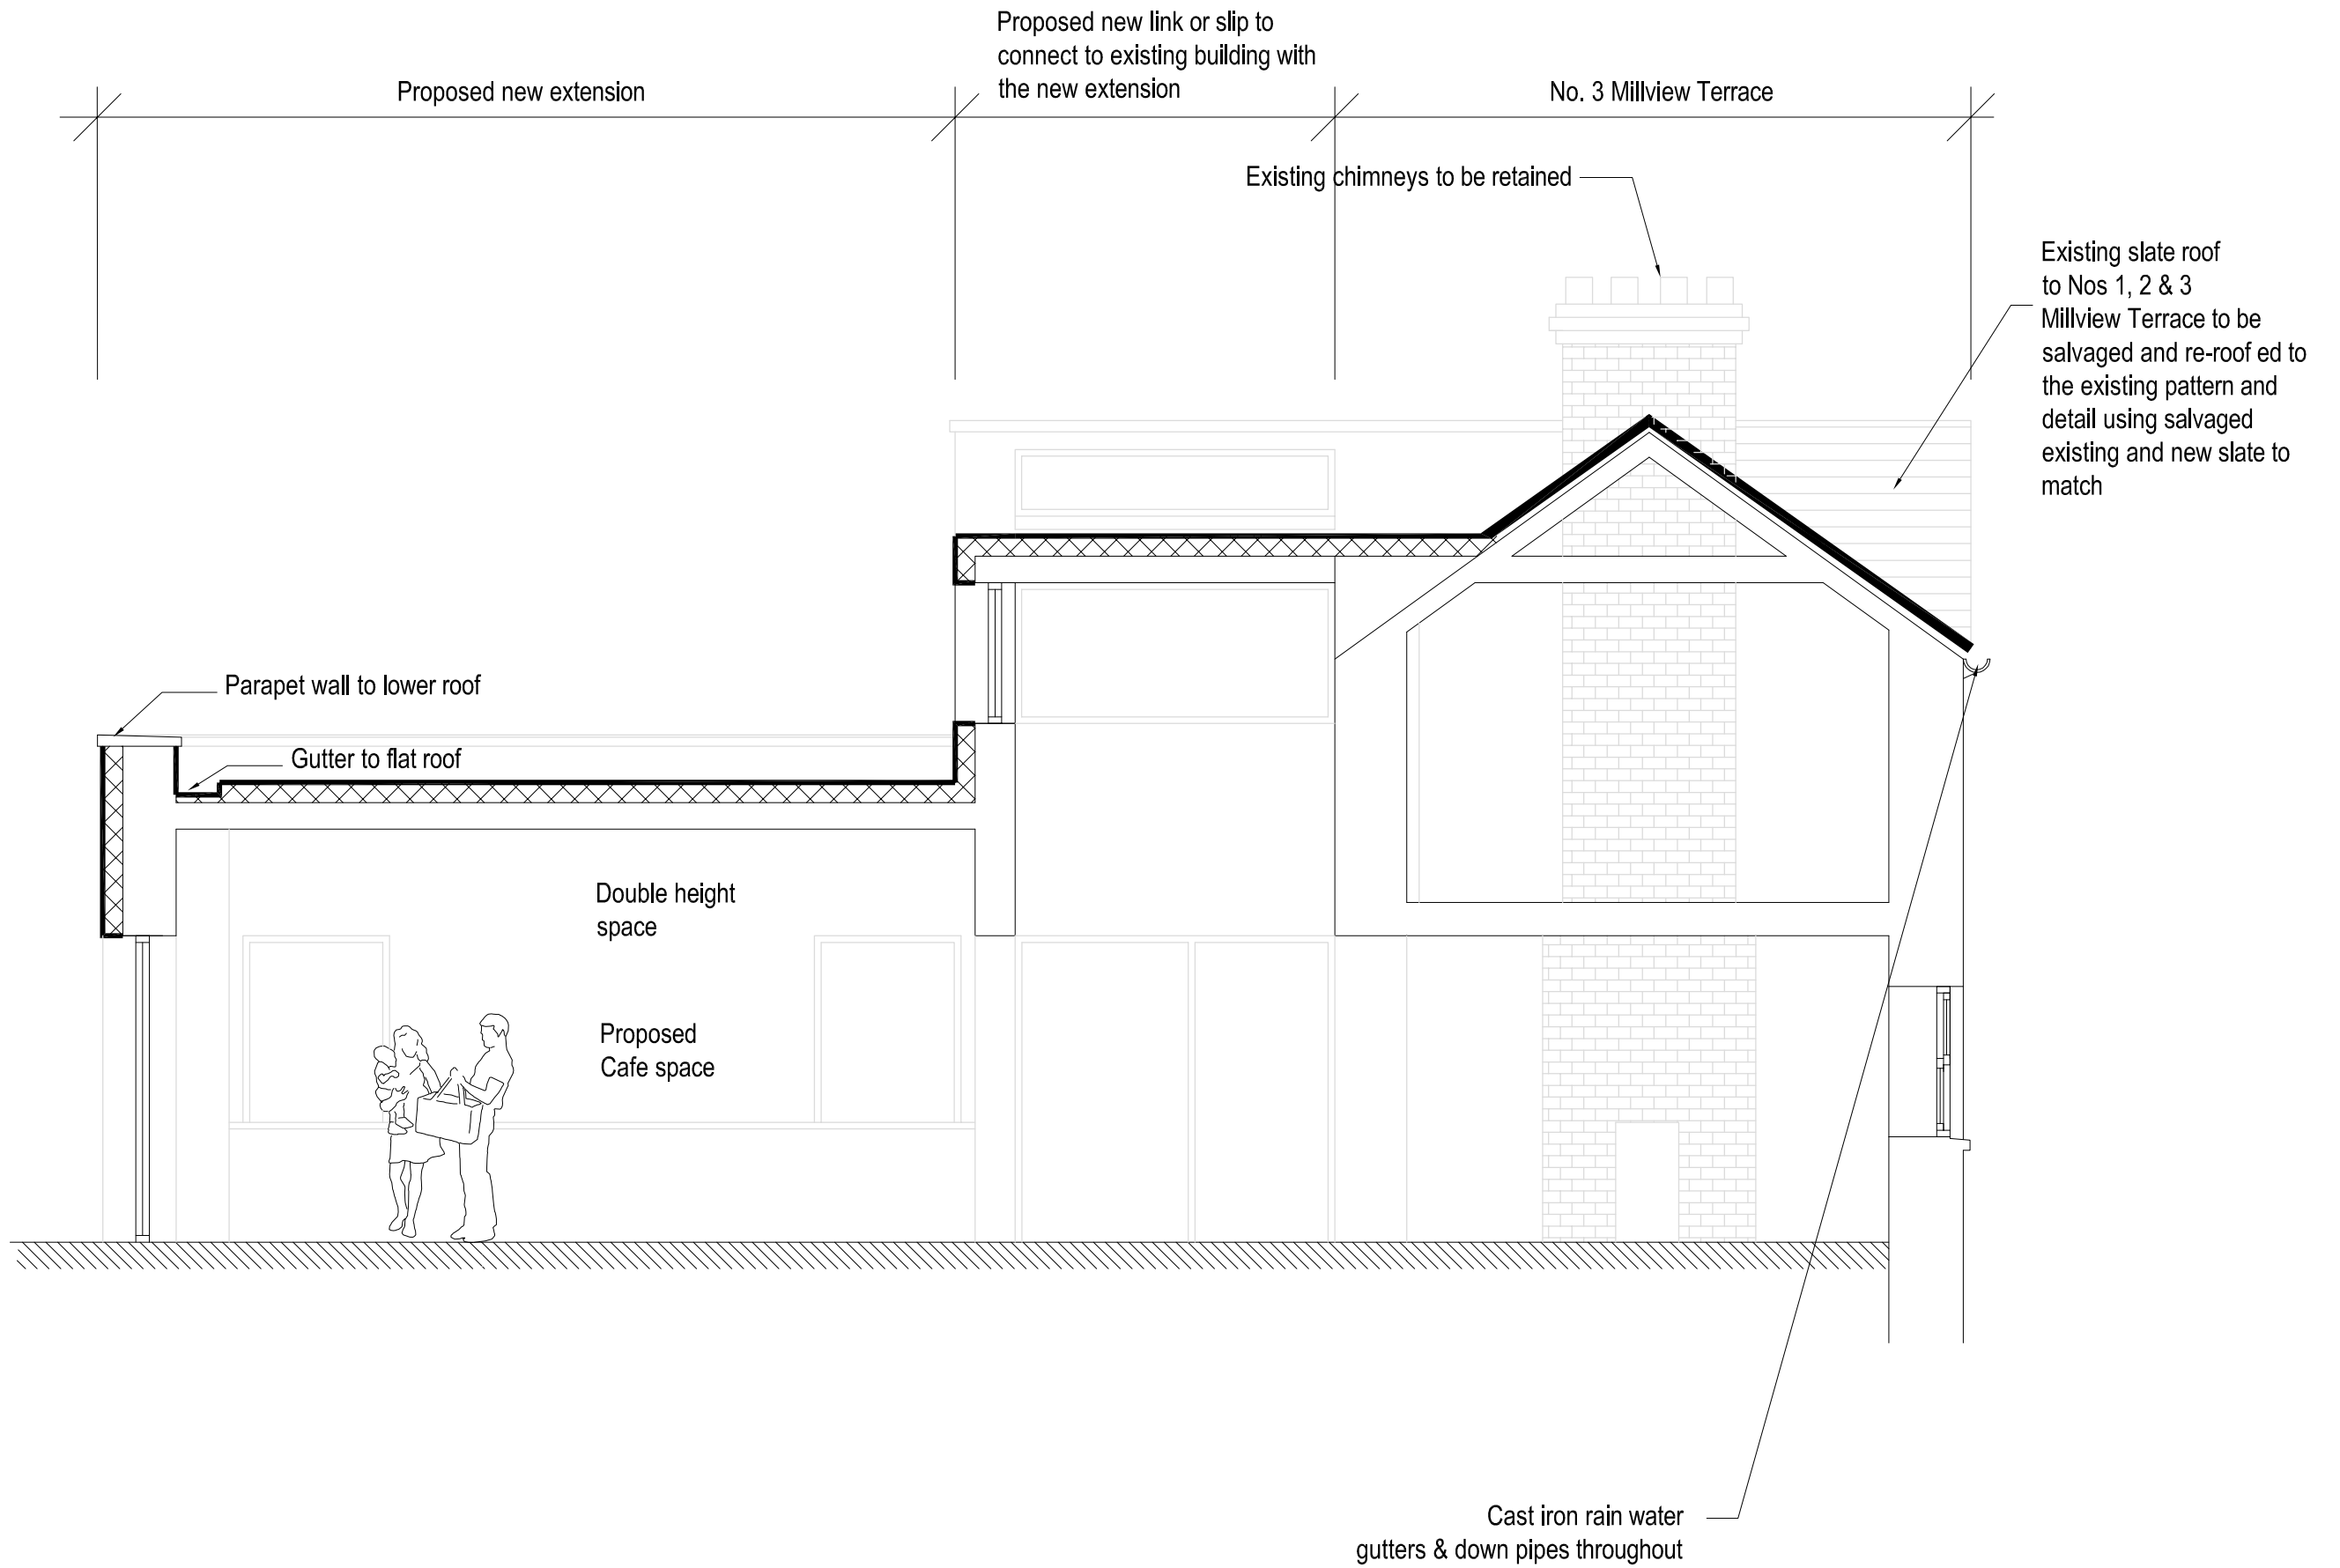 Proposed new link or slip to
connect to existing building with
the new extension
Proposed new extension
No. 3 Millview Terrace
Existing chimneys to be retained
Existing slate roof
to Nos 1, 2 & 3
Millview Terrace to be
salvaged and re-roof ed to
the existing pattern and
detail using salvaged
existing and new slate to
match
Parapet wall to lower roof
Gutter to flat roof
Double height
space
Proposed
Cafe space
Cast iron rain water
gutters & down pipes throughout